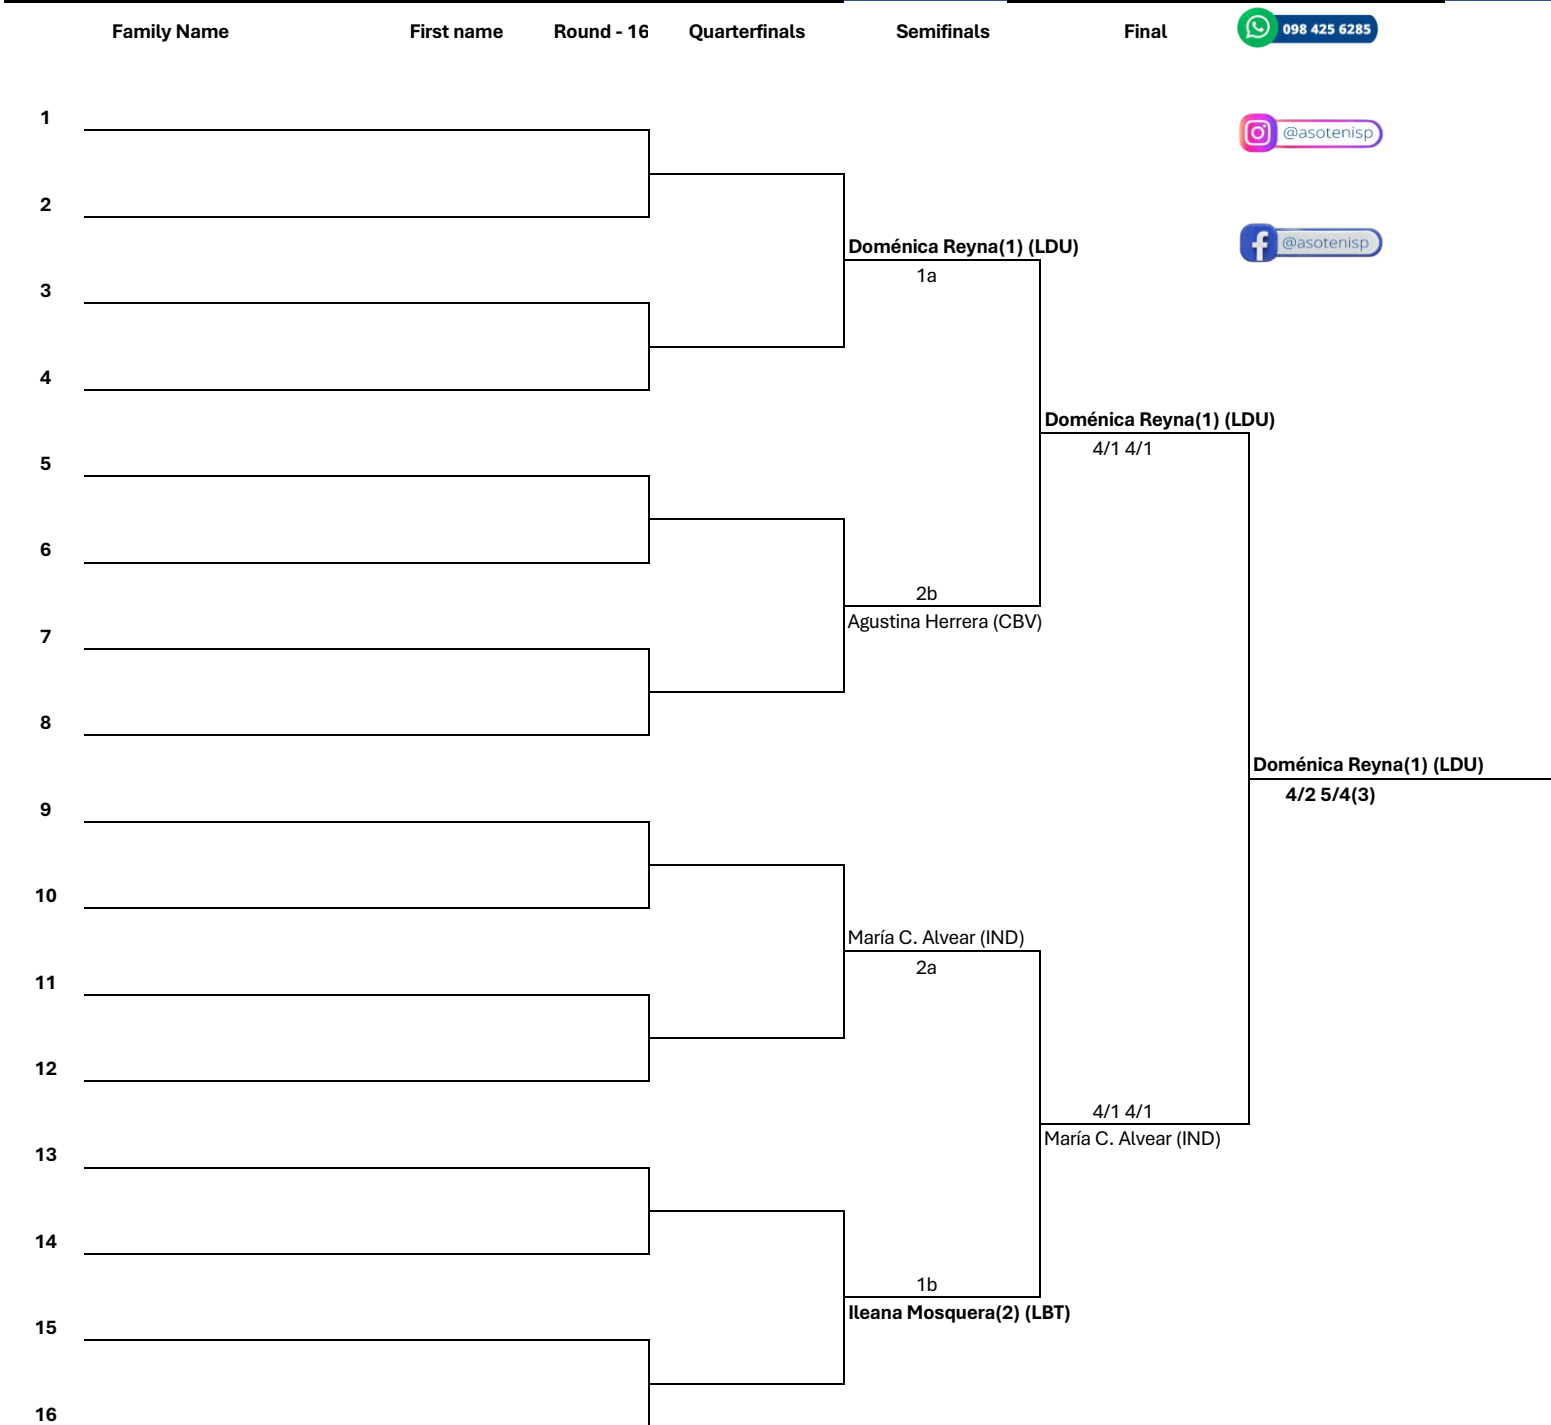 Family Name First name Round - 16 Quarterfinals Semifinals Final 098 425 6285
1
@asotenisp
2
Doménica Reyna(1) (LDU)
@asotenisp
1a
3
4
Doménica Reyna(1) (LDU)
4/1 4/1
5
6
2b
Agustina Herrera (CBV)
7
8
Doménica Reyna(1) (LDU)
4/2 5/4(3)
9
10
María C. Alvear (IND)
2a
11
12
4/1 4/1
María C. Alvear (IND)
13
14
1b
Ileana Mosquera(2) (LBT)
15
16